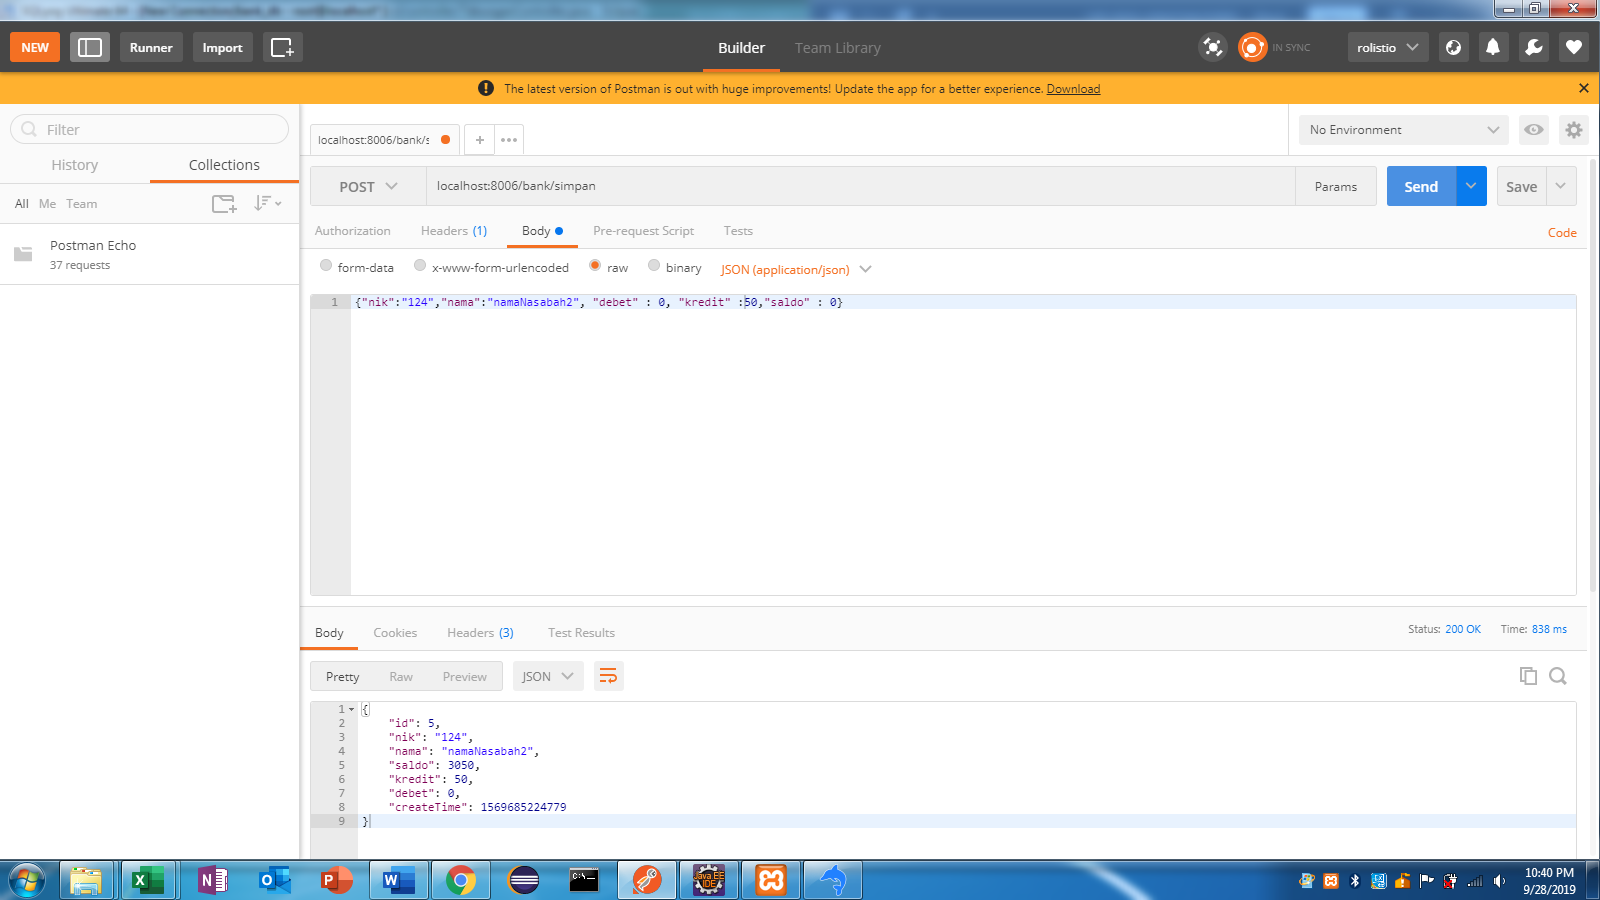 NEW
Runner
Import
Builder
Team Library
IN SYNC
rolistio
The latest version of Postman is out with huge improvements! Update the app for a better experience. Download
Filter
History
Collections
All Me Team
Postman Echo
37 requests
localhost:8006/bank/s
No Environment
POST
localhost:8006/bank/simpan
Params
Send
Save
Authorization
Headers (1)
Body
Pre-request Script
Tests
Code
form-data
x-www-form-urlencoded
raw
binary
JSON (application/json)
1 {"nik":"124","nama":"namaNasabah2", "debet" : 0, "kredit" :50,"saldo" : 0}
Body
Cookies
Headers (3)
Test Results
Status: 200 OK
Time: 838 ms
Pretty
Raw
Preview
JSON
1 {
2 "id": 5,
3 "nik": "124",
4 "nama": "namaNasabah2",
5 "saldo": 3050,
6 "kredit": 50,
7 "debet": 0,
8 "createTime": 1569685224779
9 }
Java EE
IDE
10:40 PM
9/28/2019